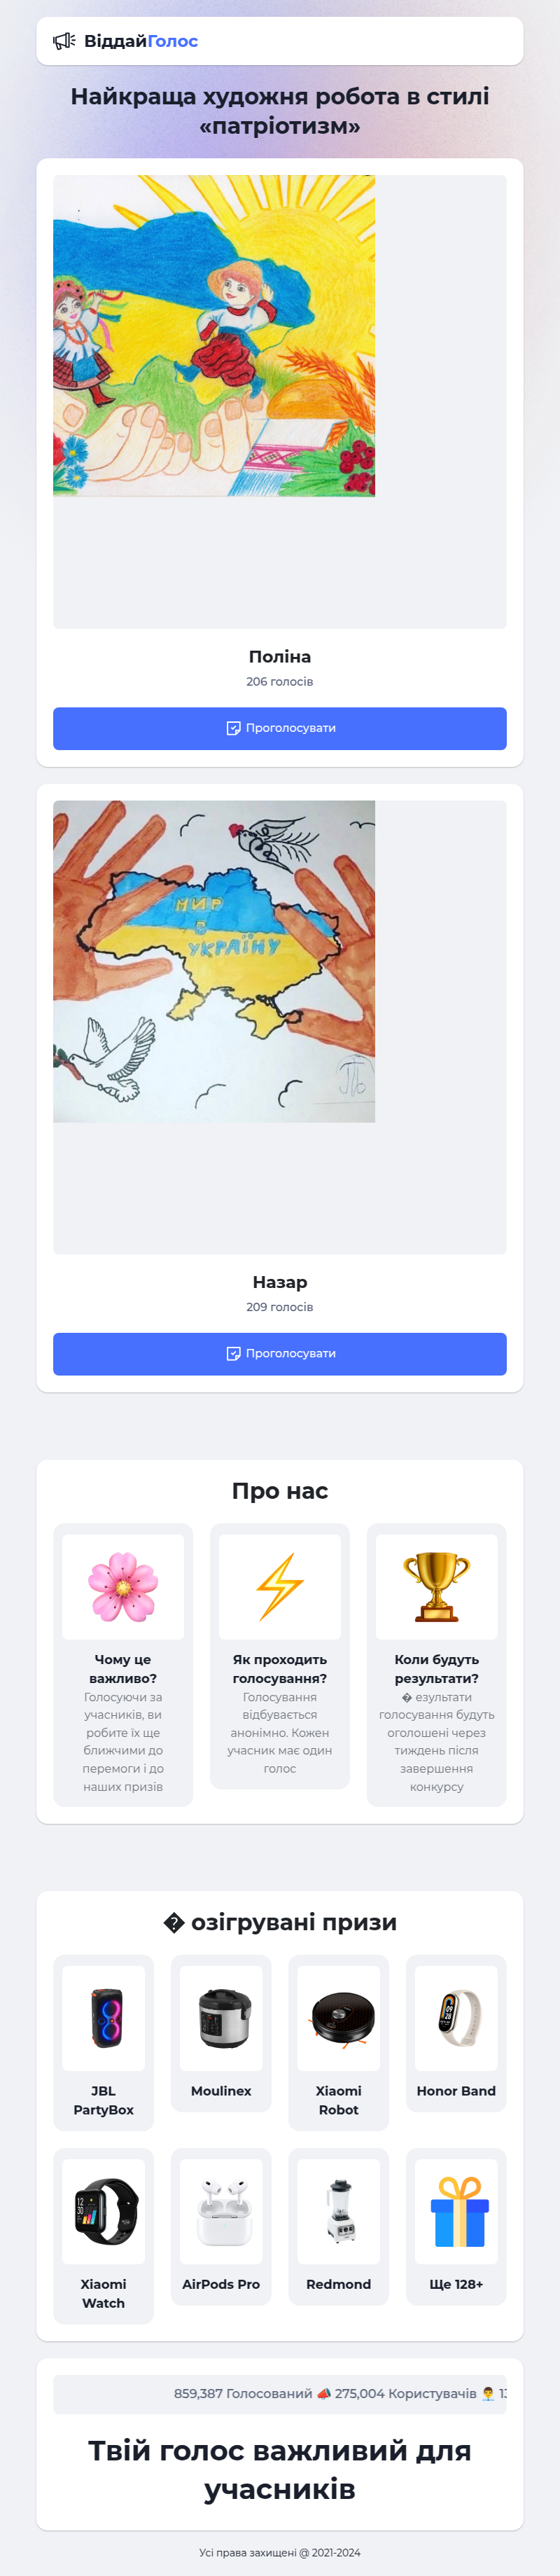 ВіддайГолос
Найкраща художня робота в стилі
«патріотизм»
Поліна
206 голосів
Проголосувати
МИР
УКРАЇНУ
Назар
209 голосів
Проголосувати
Про нас
Чому це
важливо?
Голосуючи за
учасників, ви
робите їх ще
ближчими до
перемоги і до
наших призів
Як проходить
голосування?
Голосування
відбувається
анонімно. Кожен
учасник має один
голос
Коли будуть
результати?
� езультати
голосування будуть
оголошені через
тиждень після
завершення
конкурсу
� озігрувані призи
JBL
PartyBox
Moulinex
Xiaomi
Robot
Honor Band
Xiaomi
Watch
AirPods Pro
Redmond
Ще 128+
859,387 Голосований 📣 275,004 Користувачів 👨‍💼
Твій голос важливий для
учасників
Усі права захищені @ 2021-2024